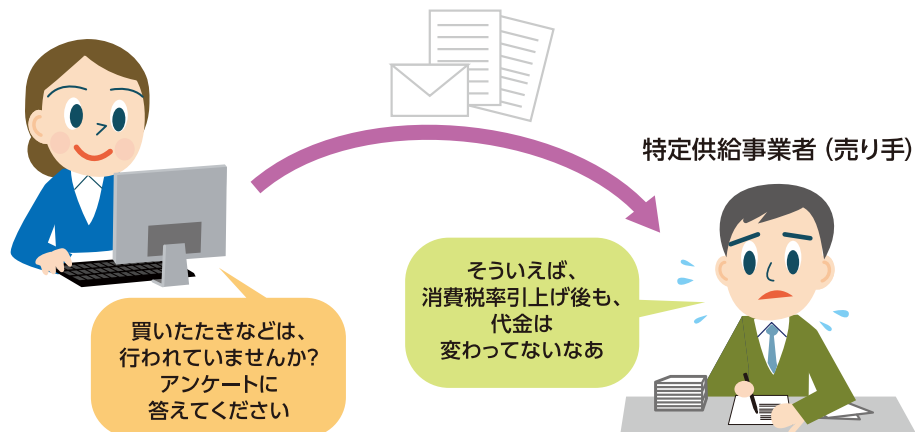 特定供給事業者（売り手）
そういえば、
消費税率引上げ後も、
代金は
変わってないなあ
買いたたきなどは、
行われていませんか?
アンケートに
答えてください